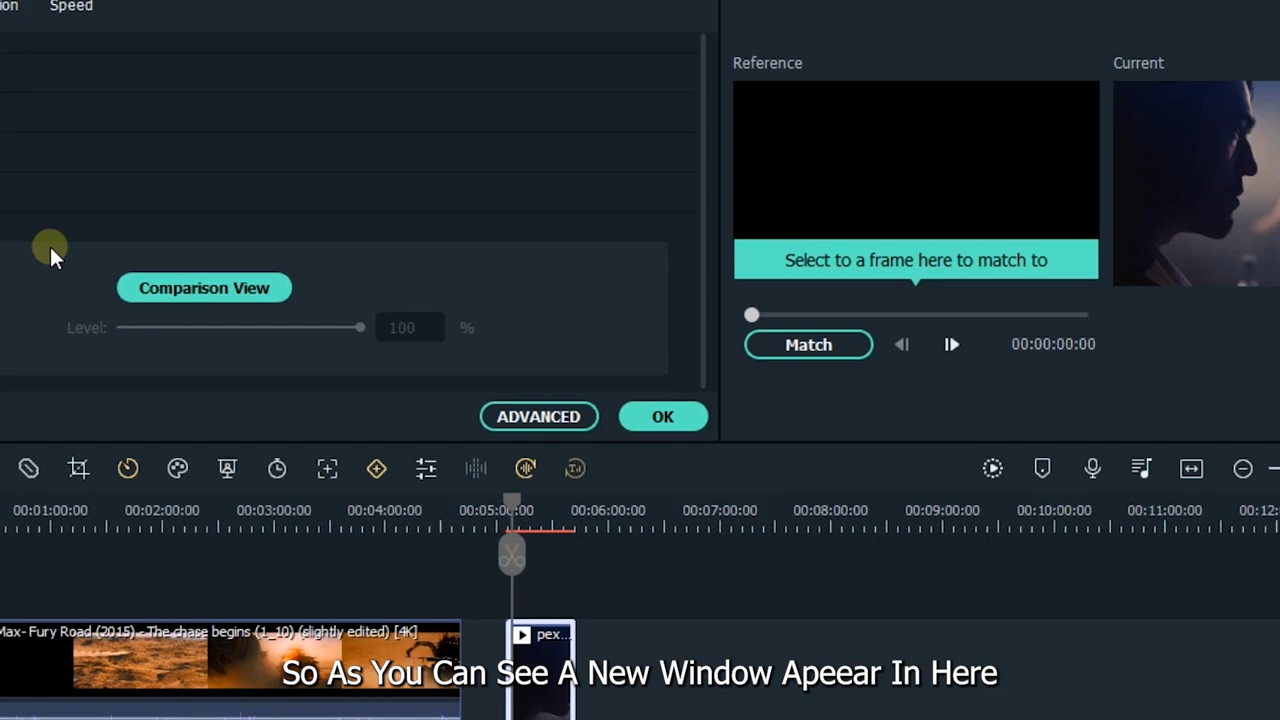 ion Speed
Reference Current
Select to a frame here to match to
Comparison View
Level: 100 %
Match 00:00:00:00
ADVANCED OK
00:01:00:00 00:02:00:00 00:03:00:00 00:04:00:00 00:05:00:00 00:06:00:00 00:07:00:00 00:08:00:00 00:09:00:00 00:10:00:00 00:11:00:00 00:12:
Max- Fury Road (2015) - The chase begins (1_10) (slightly edited) [4K] pex...
So As You Can See A New Window Apeear In Here